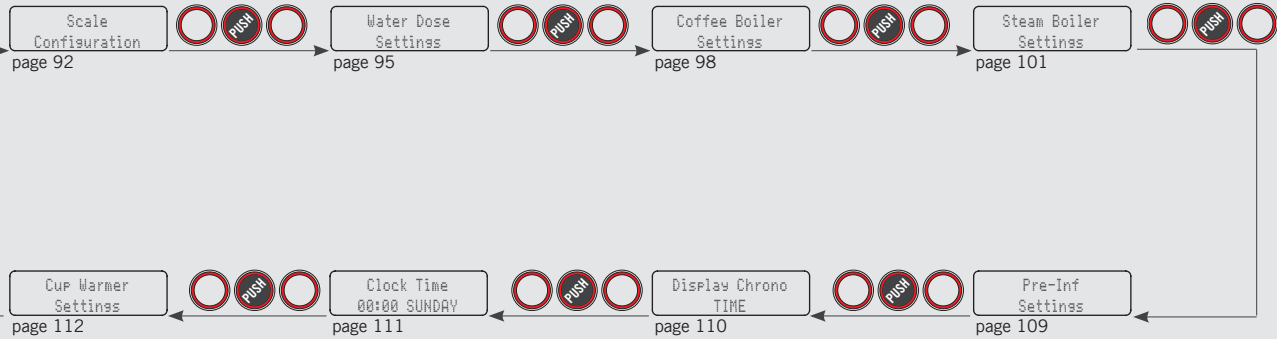 Scale
Configuration
page 92
PUSH
Water Dose
Settings
page 95
PUSH
Coffee Boiler
Settings
page 98
PUSH
Steam Boiler
Settings
page 101
PUSH
Pre-Inf
Settings
page 109
PUSH
Display Chrono
TIME
page 110
PUSH
Clock Time
00:00 SUNDAY
page 111
PUSH
Cup Warmer
Settings
page 112